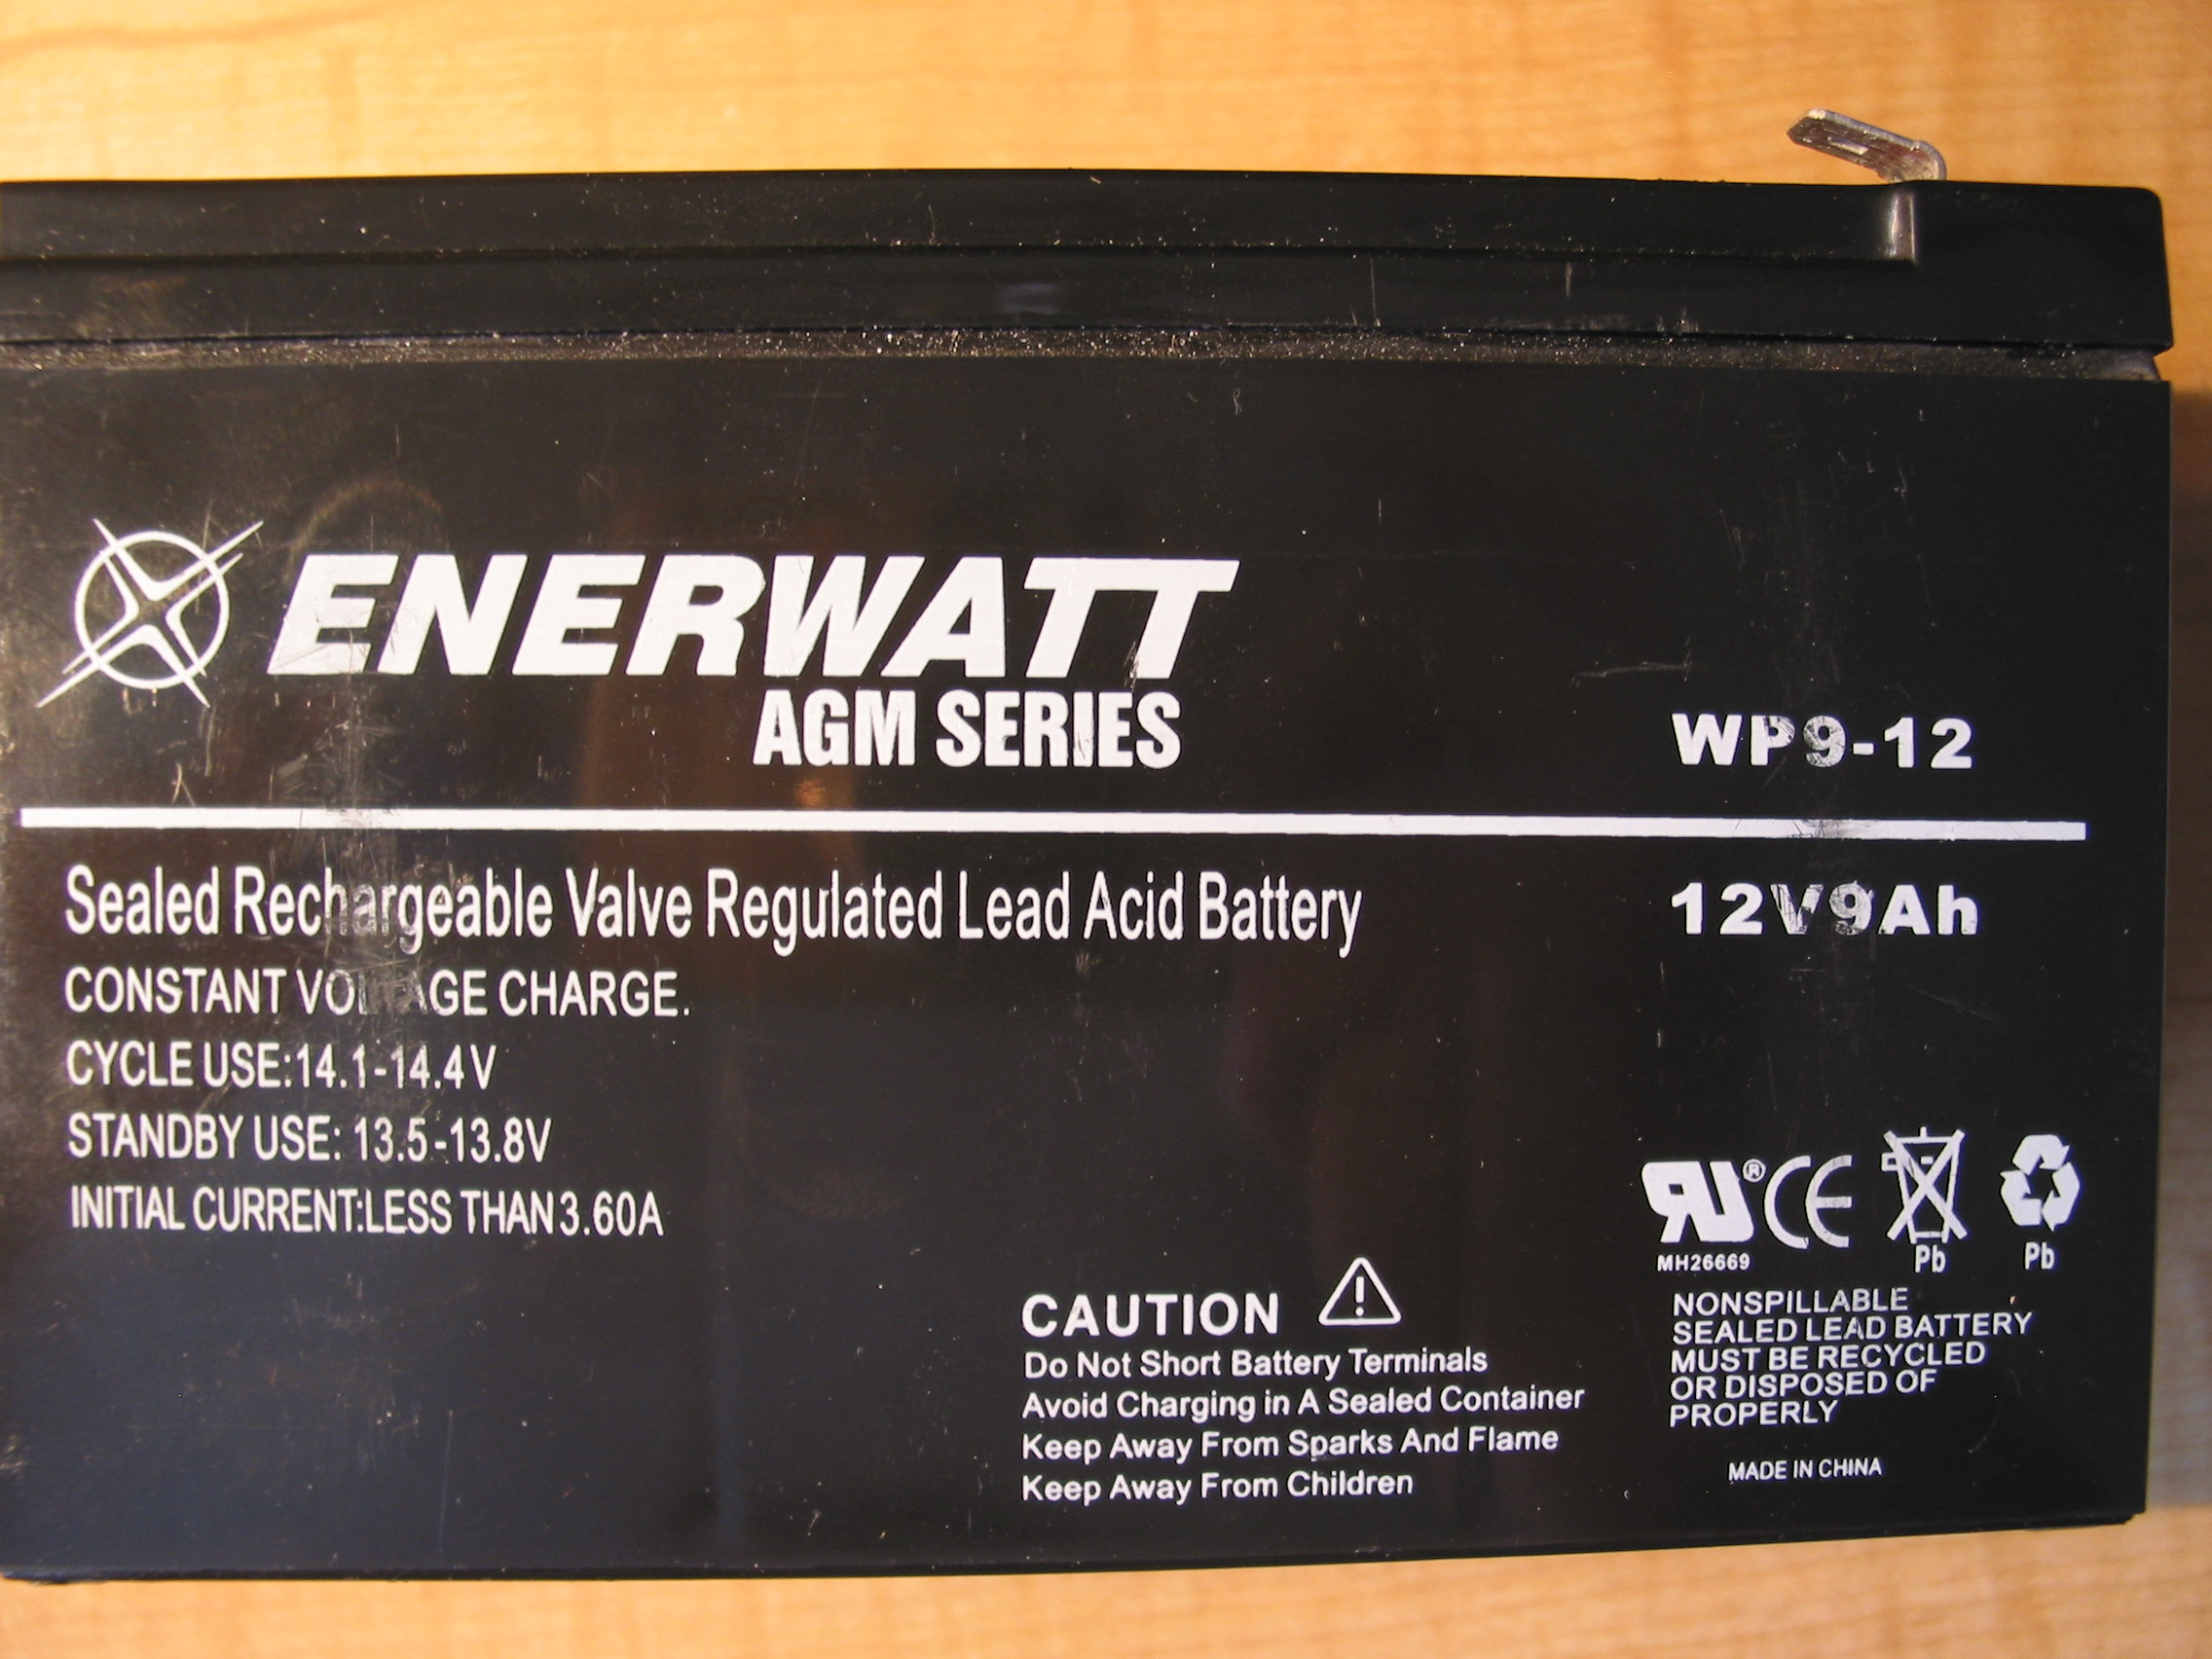 ENERWATT
AGM SERIES
WP9-12
Sealed Rechargeable Valve Regulated Lead Acid Battery
12V9Ah
CONSTANT VOLTAGE CHARGE.
CYCLE USE:14.1-14.4V
STANDBY USE: 13.5-13.8V
INITIAL CURRENT:LESS THAN 3.60A
CAUTION
Do Not Short Battery Terminals
Avoid Charging in A Sealed Container
Keep Away From Sparks And Flame
Keep Away From Children
RU® CE
MH26669
Pb
Pb
NONSPILLABLE
SEALED LEAD BATTERY
MUST BE RECYCLED
OR DISPOSED OF
PROPERLY
MADE IN CHINA